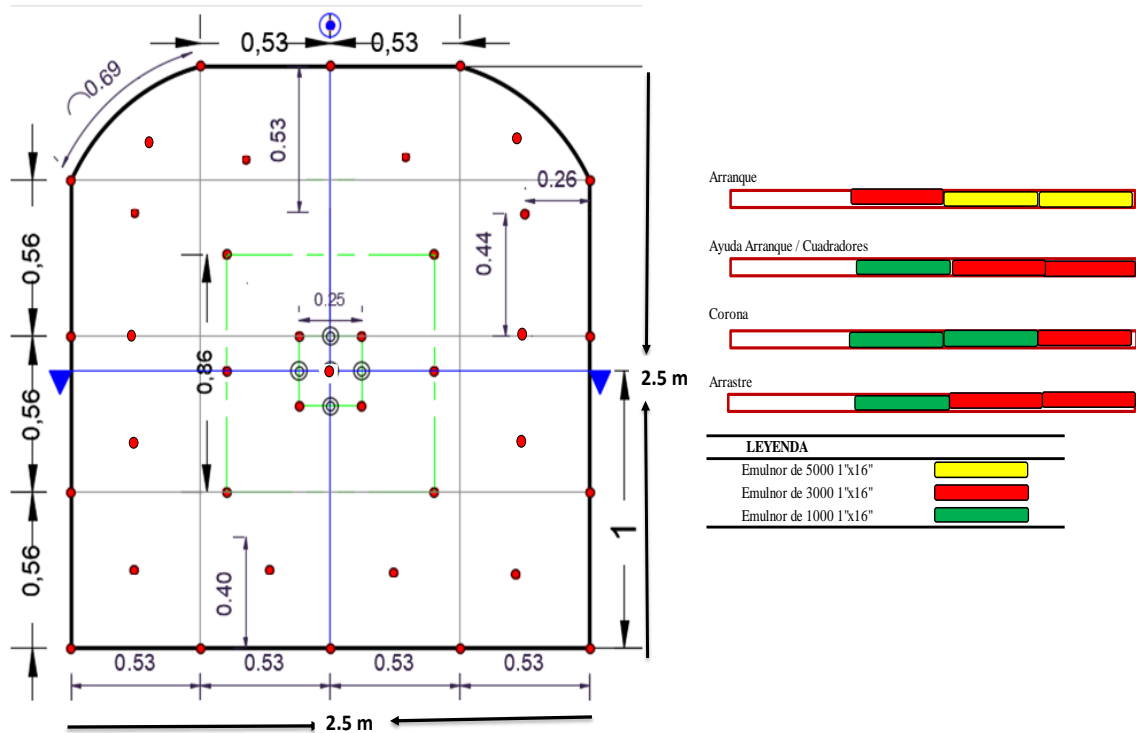 0,53
0,53
0.69
0.53
0.26
0.44
0,56
0.25
0,86
0,56
2.5 m
1
0,56
0.40
0.53
0.53
0.53
0.53
2.5 m
Arranque
Ayuda Arranque / Cuadradores
Corona
Arrastre
LEYENDA
Emulnor de 5000 1"x16"
Emulnor de 3000 1"x16"
Emulnor de 1000 1"x16"